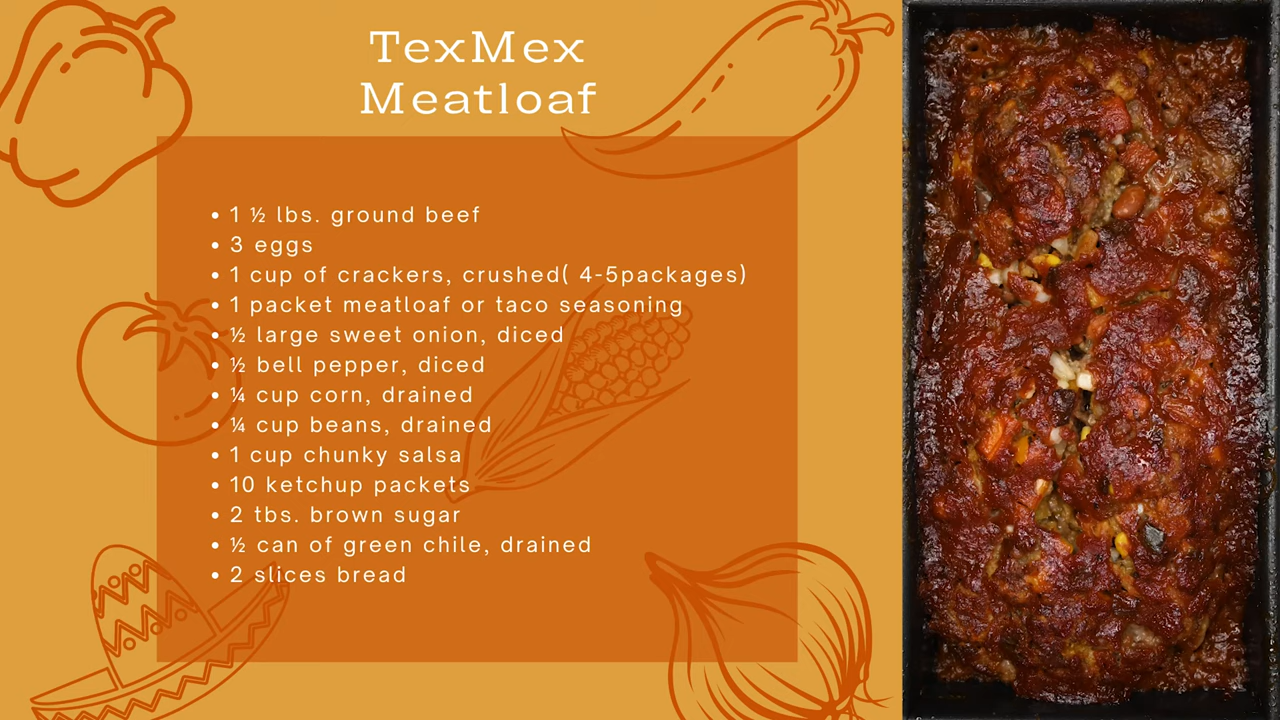 TexMex
Meatloaf
• 1 ½ lbs. ground beef
• 3 eggs
• 1 cup of crackers, crushed( 4-5packages)
• 1 packet meatloaf or taco seasoning
• ½ large sweet onion, diced
• ½ bell pepper, diced
• ¼ cup corn, drained
• ¼ cup beans, drained
• 1 cup chunky salsa
• 10 ketchup packets
• 2 tbs. brown sugar
• ½ can of green chile, drained
• 2 slices bread